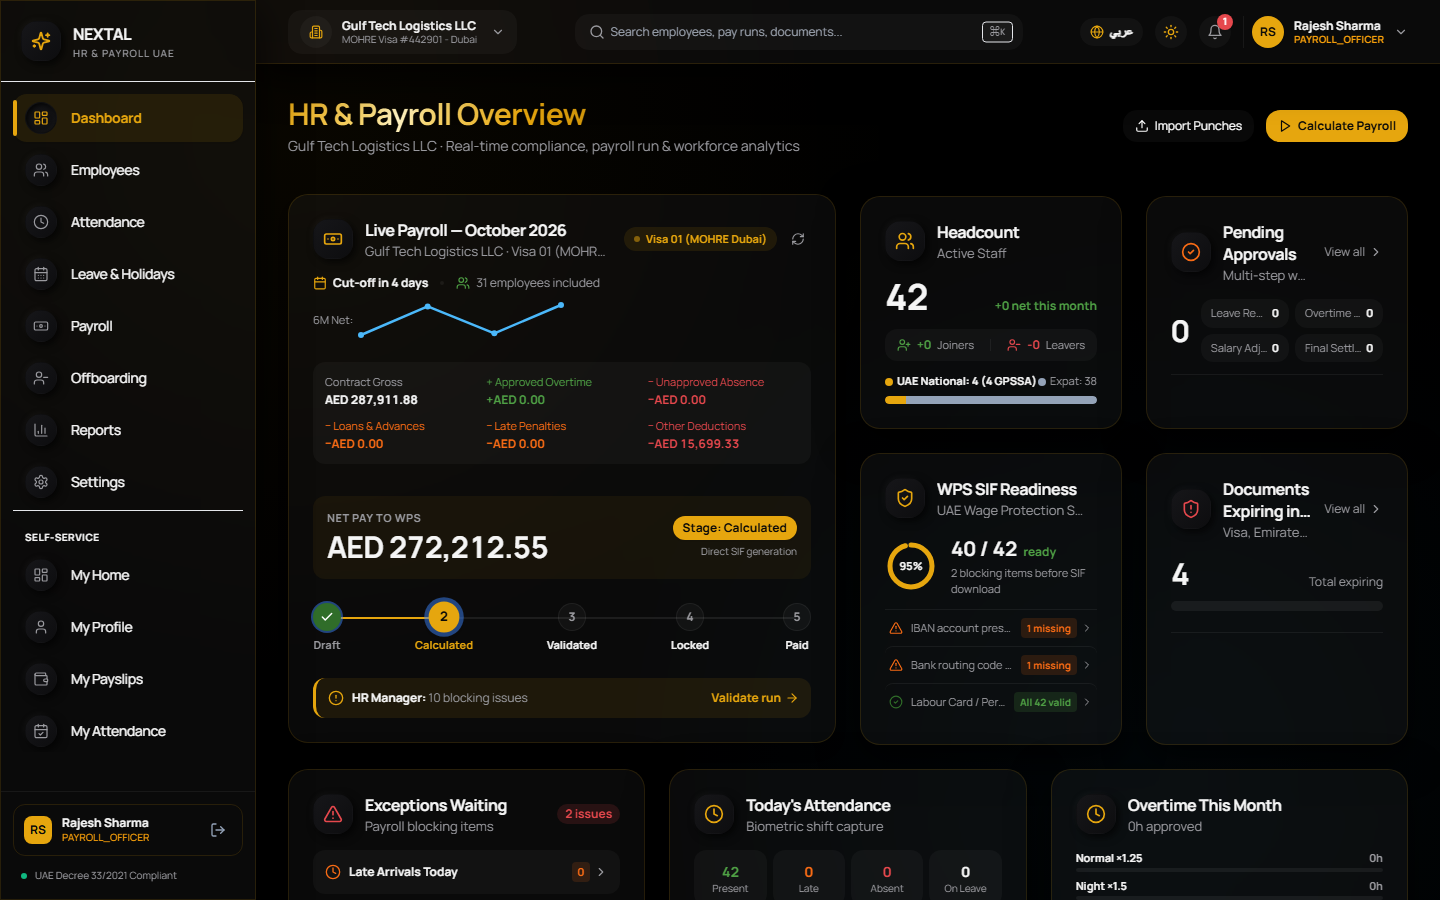 NEXTAL
HR & PAYROLL UAE
Dashboard
Employees
Attendance
Leave & Holidays
Payroll
Offboarding
Reports
Settings
SELF-SERVICE
My Home
My Profile
My Payslips
My Attendance
RS
Rajesh Sharma
PAYROLL_OFFICER
UAE Decree 33/2021 Compliant
Gulf Tech Logistics LLC
MOHRE Visa #442901 - Dubai
Search employees, pay runs, documents...
⌘K
عربي
1
RS
Rajesh Sharma
PAYROLL_OFFICER
HR & Payroll Overview
Gulf Tech Logistics LLC · Real-time compliance, payroll run & workforce analytics
Import Punches
Calculate Payroll
Live Payroll — October 2026
Gulf Tech Logistics LLC · Visa 01 (MOHR...
Visa 01 (MOHRE Dubai)
Cut-off in 4 days
31 employees included
6M Net:
Contract Gross
AED 287,911.88
+ Approved Overtime
+AED 0.00
− Unapproved Absence
−AED 0.00
− Loans & Advances
−AED 0.00
− Late Penalties
−AED 0.00
− Other Deductions
−AED 15,699.33
NET PAY TO WPS
AED 272,212.55
Stage: Calculated
Direct SIF generation
2
3
4
5
Draft
Calculated
Validated
Locked
Paid
HR Manager: 10 blocking issues
Validate run
Headcount
Active Staff
42
+0 net this month
+0 Joiners
-0 Leavers
UAE National: 4 (4 GPSSA)
Expat: 38
Pending Approvals
Multi-step w...
View all
0
Leave Re... 0
Overtime ... 0
Salary Adj... 0
Final Settl... 0
WPS SIF Readiness
UAE Wage Protection S...
95%
40 / 42 ready
2 blocking items before SIF download
IBAN account pres...
1 missing
Bank routing code ...
1 missing
Labour Card / Per...
All 42 valid
Documents Expiring in...
Visa, Emirate...
View all
4
Total expiring
Exceptions Waiting
Payroll blocking items
2 issues
Late Arrivals Today
0
Today's Attendance
Biometric shift capture
42
Present
0
Late
0
Absent
0
On Leave
Overtime This Month
0h approved
Normal ×1.25
0h
Night ×1.5
0h